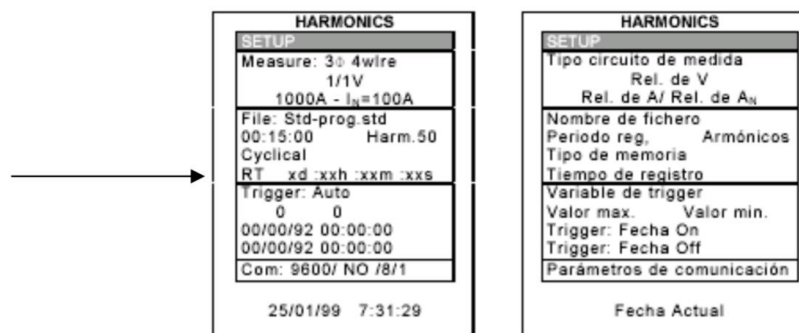 HARMONICS
SETUP
Measure: 3Φ 4wire
1/1V
1000A - IN=100A
File: Std-prog.std
00:15:00 Harm.50
Cyclical
RT xd :xxh :xxm :xxs
Trigger: Auto
0 0
00/00/92 00:00:00
00/00/92 00:00:00
Com: 9600/ NO /8/1
25/01/99 7:31:29
HARMONICS
SETUP
Tipo circuito de medida
Rel. de V
Rel. de A/ Rel. de AN
Nombre de fichero
Periodo reg, Armónicos
Tipo de memoria
Tiempo de registro
Variable de trigger
Valor max. Valor min.
Trigger: Fecha On
Trigger: Fecha Off
Parámetros de comunicación
Fecha Actual